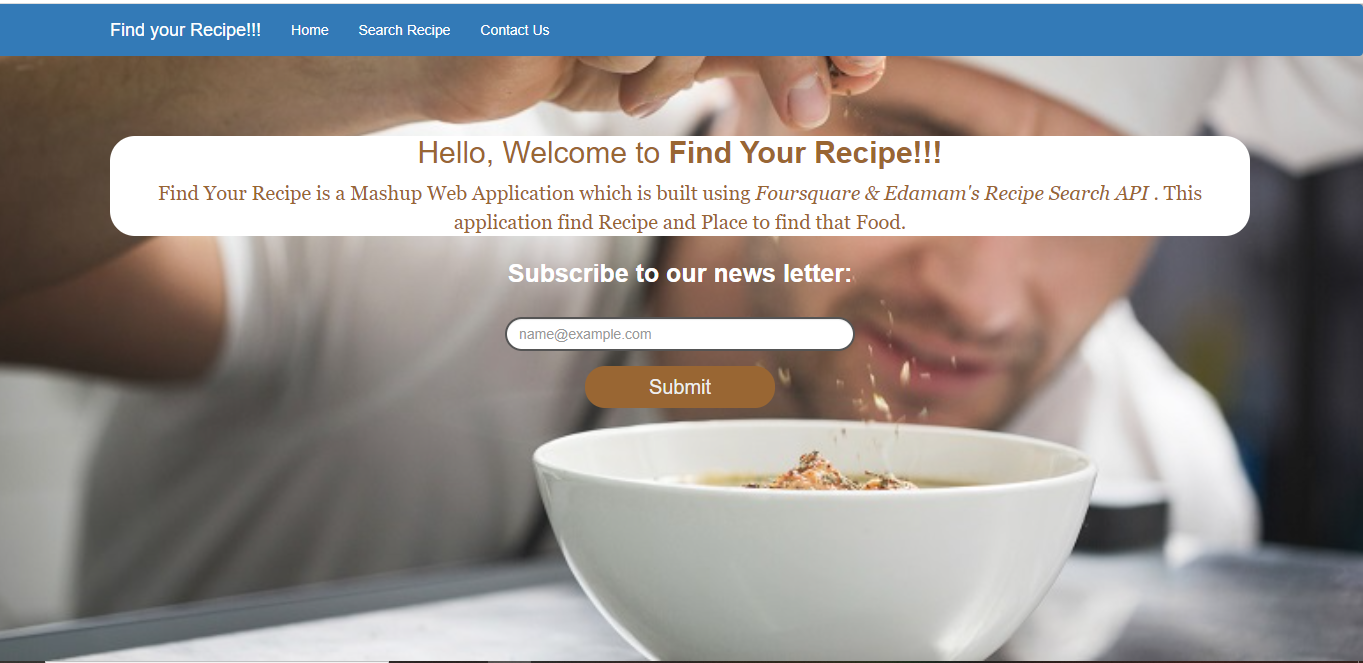 Find your Recipe!!! Home Search Recipe Contact Us
Hello, Welcome to Find Your Recipe!!!
Find Your Recipe is a Mashup Web Application which is built using Foursquare & Edamam's Recipe Search API . This
application find Recipe and Place to find that Food.
Subscribe to our news letter:
name@example.com
Submit